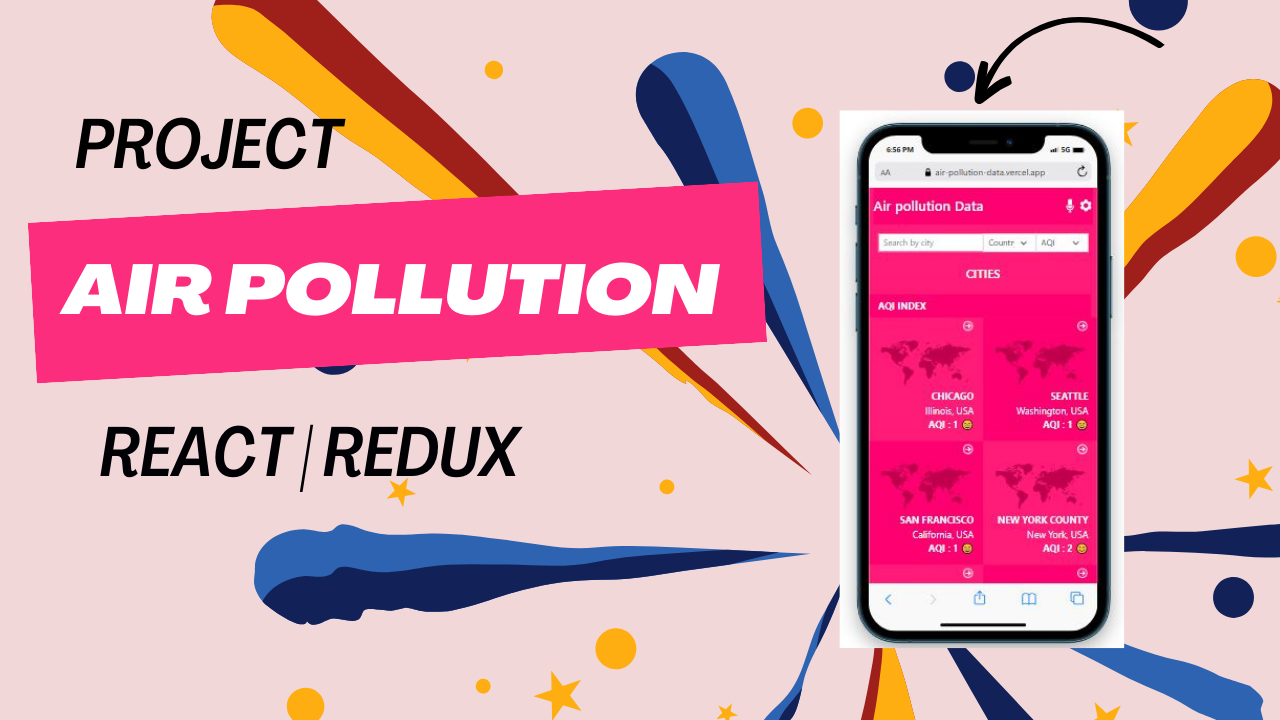 PROJECT
AIR POLLUTION
REACT | REDUX
6:56 PM
5G
AA
air-pollution-data.vercel.app
Air pollution Data
Search by city
Countr
AQI
CITIES
AQI INDEX
CHICAGO
Illinois, USA
AQI : 1
SEATTLE
Washington, USA
AQI : 1
SAN FRANCISCO
California, USA
AQI : 1
NEW YORK COUNTY
New York, USA
AQI : 2